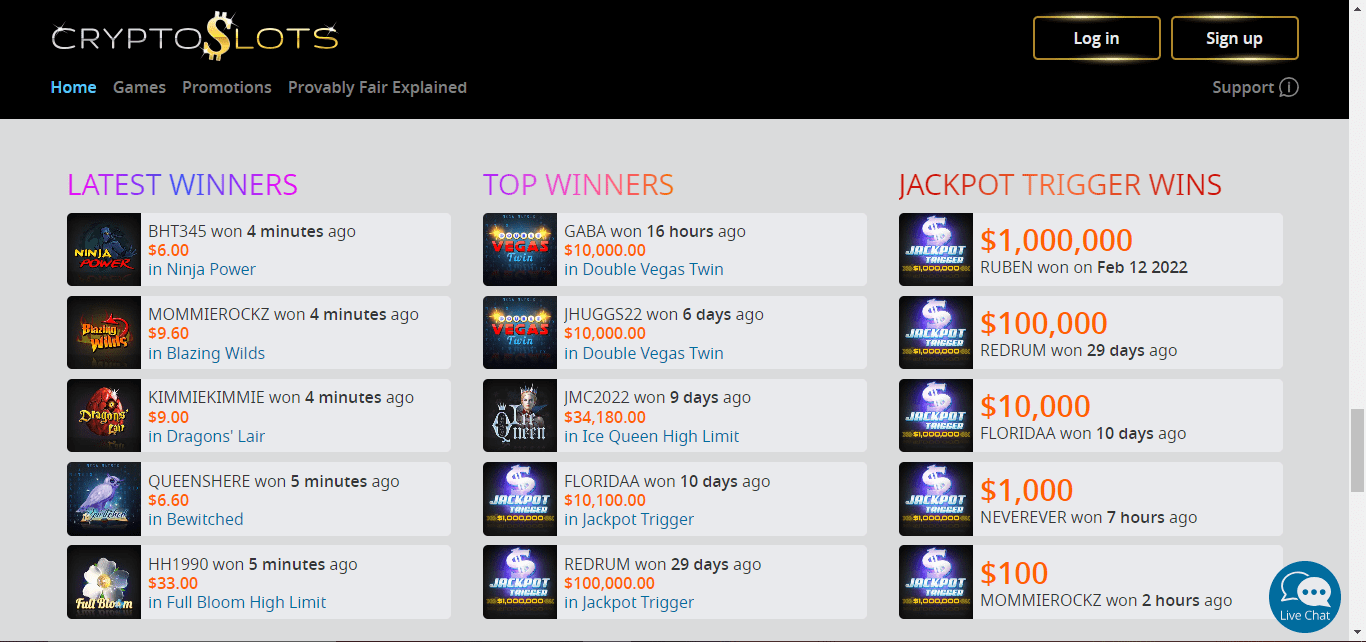 CRYPTO$LOTS
Log in
Sign up
Home
Games
Promotions
Provably Fair Explained
Support
LATEST WINNERS
NINJA
POWER
BHT345 won 4 minutes ago
$6.00
in Ninja Power
Blazing
Wilds
MOMMIEROCKZ won 4 minutes ago
$9.60
in Blazing Wilds
Dragons'
Lair
KIMMIEKIMMIE won 4 minutes ago
$9.00
in Dragons' Lair
Bewitched
QUEENSHERE won 5 minutes ago
$6.60
in Bewitched
Full Bloom
HH1990 won 5 minutes ago
$33.00
in Full Bloom High Limit
TOP WINNERS
DOUBLE
VEGAS
Twin
GABA won 16 hours ago
$10,000.00
in Double Vegas Twin
DOUBLE
VEGAS
Twin
JHUGGS22 won 6 days ago
$10,000.00
in Double Vegas Twin
Ice
Queen
JMC2022 won 9 days ago
$34,180.00
in Ice Queen High Limit
$
JACKPOT
TRIGGER
$1,000,000
FLORIDAA won 10 days ago
$10,100.00
in Jackpot Trigger
$
JACKPOT
TRIGGER
$1,000,000
REDRUM won 29 days ago
$100,000.00
in Jackpot Trigger
JACKPOT TRIGGER WINS
$
JACKPOT
TRIGGER
$1,000,000
$1,000,000
RUBEN won on Feb 12 2022
$
JACKPOT
TRIGGER
$1,000,000
$100,000
REDRUM won 29 days ago
$
JACKPOT
TRIGGER
$1,000,000
$10,000
FLORIDAA won 10 days ago
$
JACKPOT
TRIGGER
$1,000,000
$1,000
NEVEREVER won 7 hours ago
$
JACKPOT
TRIGGER
$1,000,000
$100
MOMMIEROCKZ won 2 hours ago
Live Chat